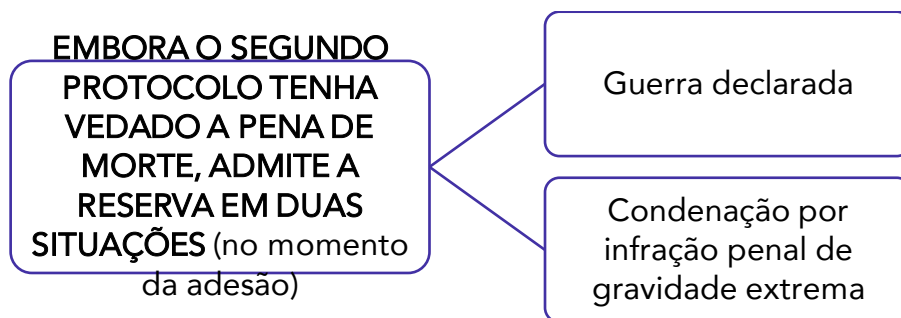 EMBORA O SEGUNDO
PROTOCOLO TENHA
VEDADO A PENA DE
MORTE, ADMITE A
RESERVA EM DUAS
SITUAÇÕES (no momento
da adesão)
Guerra declarada
Condenação por
infração penal de
gravidade extrema